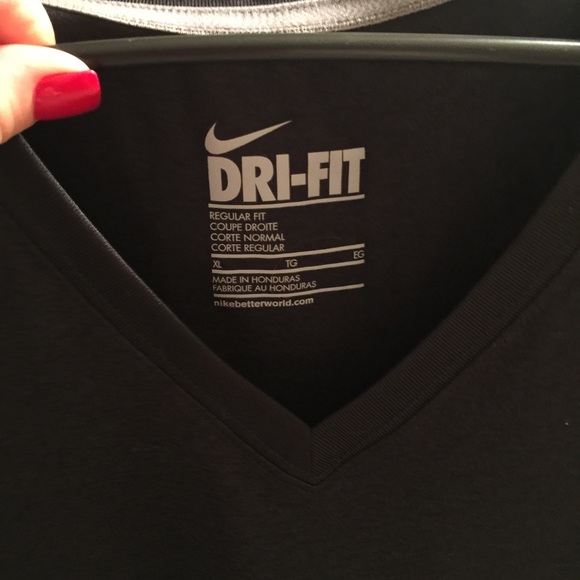 DRI-FIT
REGULAR FIT
COUPE DROITE
CORTE NORMAL
CORTE REGULAR
XL TG EG
MADE IN HONDURAS
FABRIQUE AU HONDURAS
nikebetterworld.com